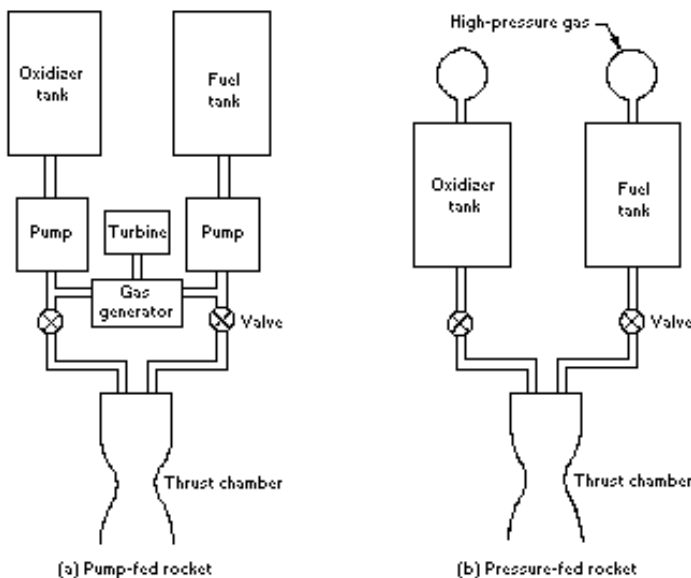 Oxidizer
tank
Fuel
tank
Pump
Turbine
Pump
Gas
generator
Valve
Thrust chamber
(a) Pump-fed rocket
High-pressure gas
Oxidizer
tank
Fuel
tank
Valve
Thrust chamber
(b) Pressure-fed rocket